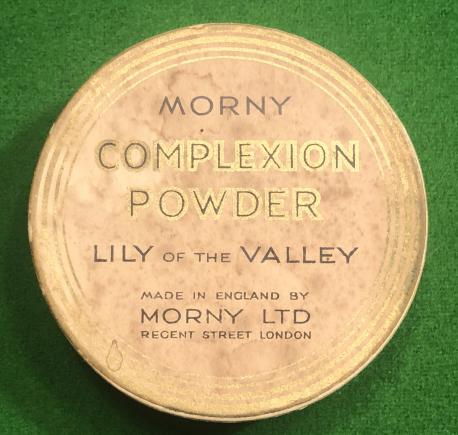 MORNY
COMPLEXION
POWDER
LILY OF THE VALLEY
MADE IN ENGLAND BY
MORNY LTD
REGENT STREET LONDON